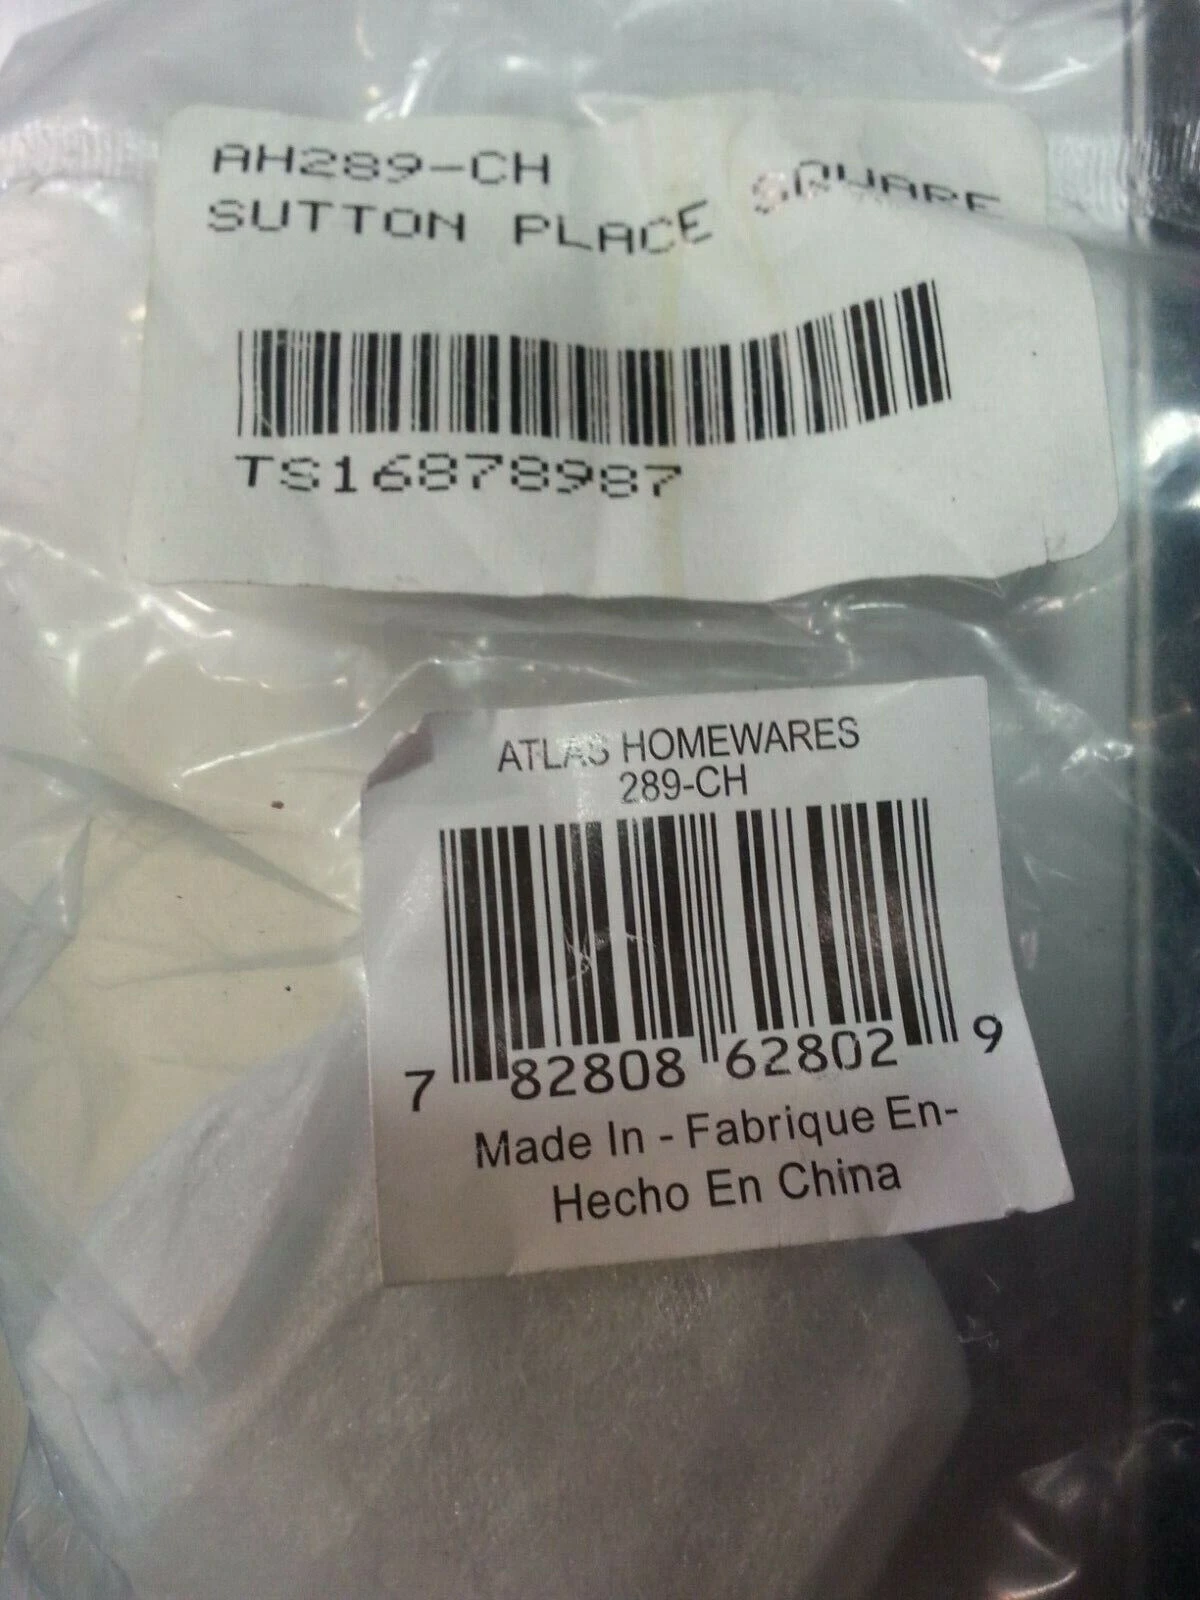 AH289-CH
SUTTON PLACE SQUARE
TS16878987
ATLAS HOMEWARES
289-CH
7 82808 62802 9
Made In - Fabrique En-
Hecho En China